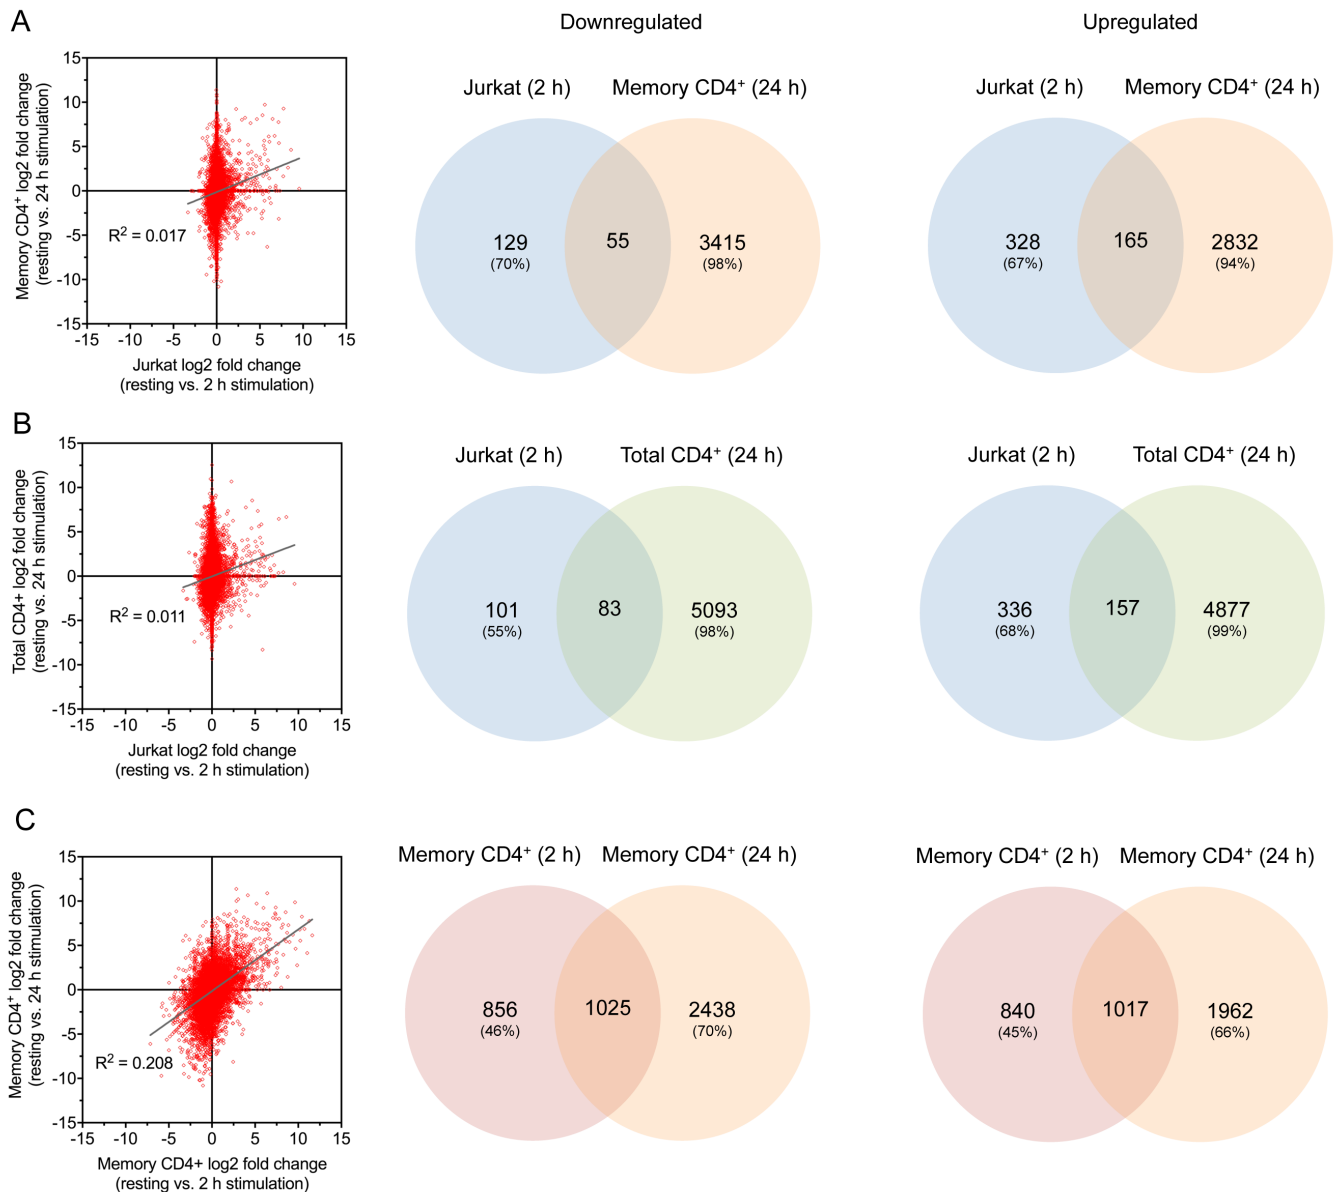 A
Downregulated
Upregulated
Memory CD4⁺ log2 fold change
(resting vs. 24 h stimulation)
15
10
5
0
-5
-10
-15
R² = 0.017
-15 -10 -5 0 5 10 15
Jurkat log2 fold change
(resting vs. 2 h stimulation)
Jurkat (2 h) Memory CD4⁺ (24 h)
129 55 3415
(70%) (98%)
Jurkat (2 h) Memory CD4⁺ (24 h)
328 165 2832
(67%) (94%)
B
Total CD4+ log2 fold change
(resting vs. 24 h stimulation)
15
10
5
0
-5
-10
-15
R² = 0.011
-15 -10 -5 0 5 10 15
Jurkat log2 fold change
(resting vs. 2 h stimulation)
Jurkat (2 h) Total CD4⁺ (24 h)
101 83 5093
(55%) (98%)
Jurkat (2 h) Total CD4⁺ (24 h)
336 157 4877
(68%) (99%)
C
Memory CD4⁺ log2 fold change
(resting vs. 24 h stimulation)
15
10
5
0
-5
-10
-15
R² = 0.208
-15 -10 -5 0 5 10 15
Memory CD4+ log2 fold change
(resting vs. 2 h stimulation)
Memory CD4⁺ (2 h) Memory CD4⁺ (24 h)
856 1025 2438
(46%) (70%)
Memory CD4⁺ (2 h) Memory CD4⁺ (24 h)
840 1017 1962
(45%) (66%)